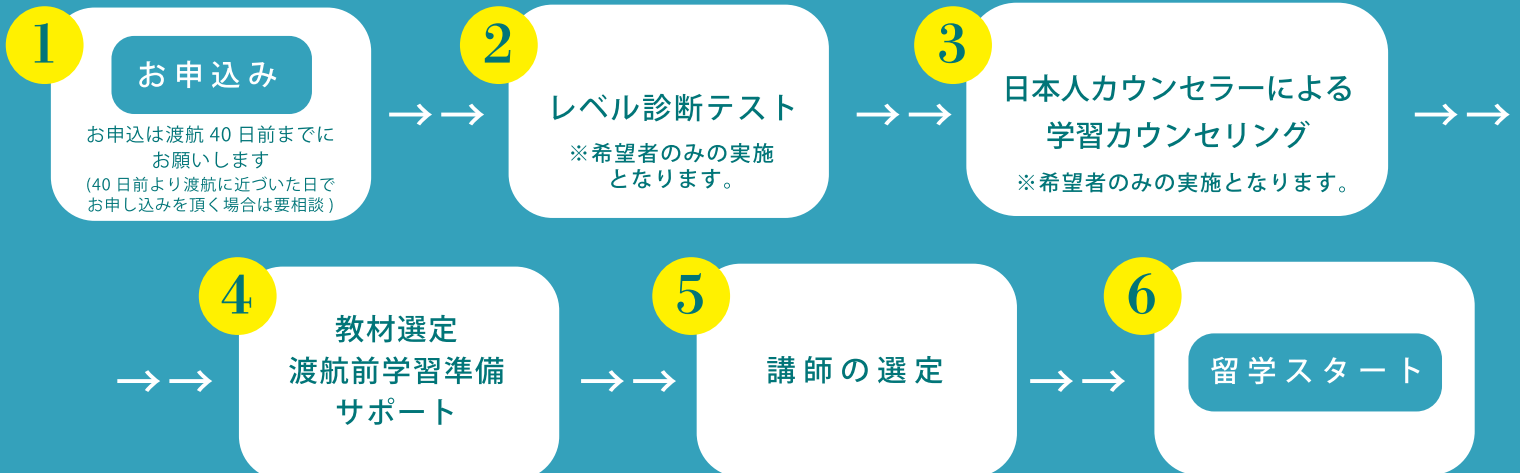 1
お申込み
お申込は渡航 40 日前までに
お願いします
(40 日前より渡航に近づいた日で
お申し込みを頂く場合は要相談 )
→→
2
レベル診断テスト
※希望者のみの実施
となります。
→→
3
日本人カウンセラーによる
学習カウンセリング
※希望者のみの実施となります。
→→
→→
4
教材選定
渡航前学習準備
サポート
→→
5
講師の選定
→→
6
留学スタート